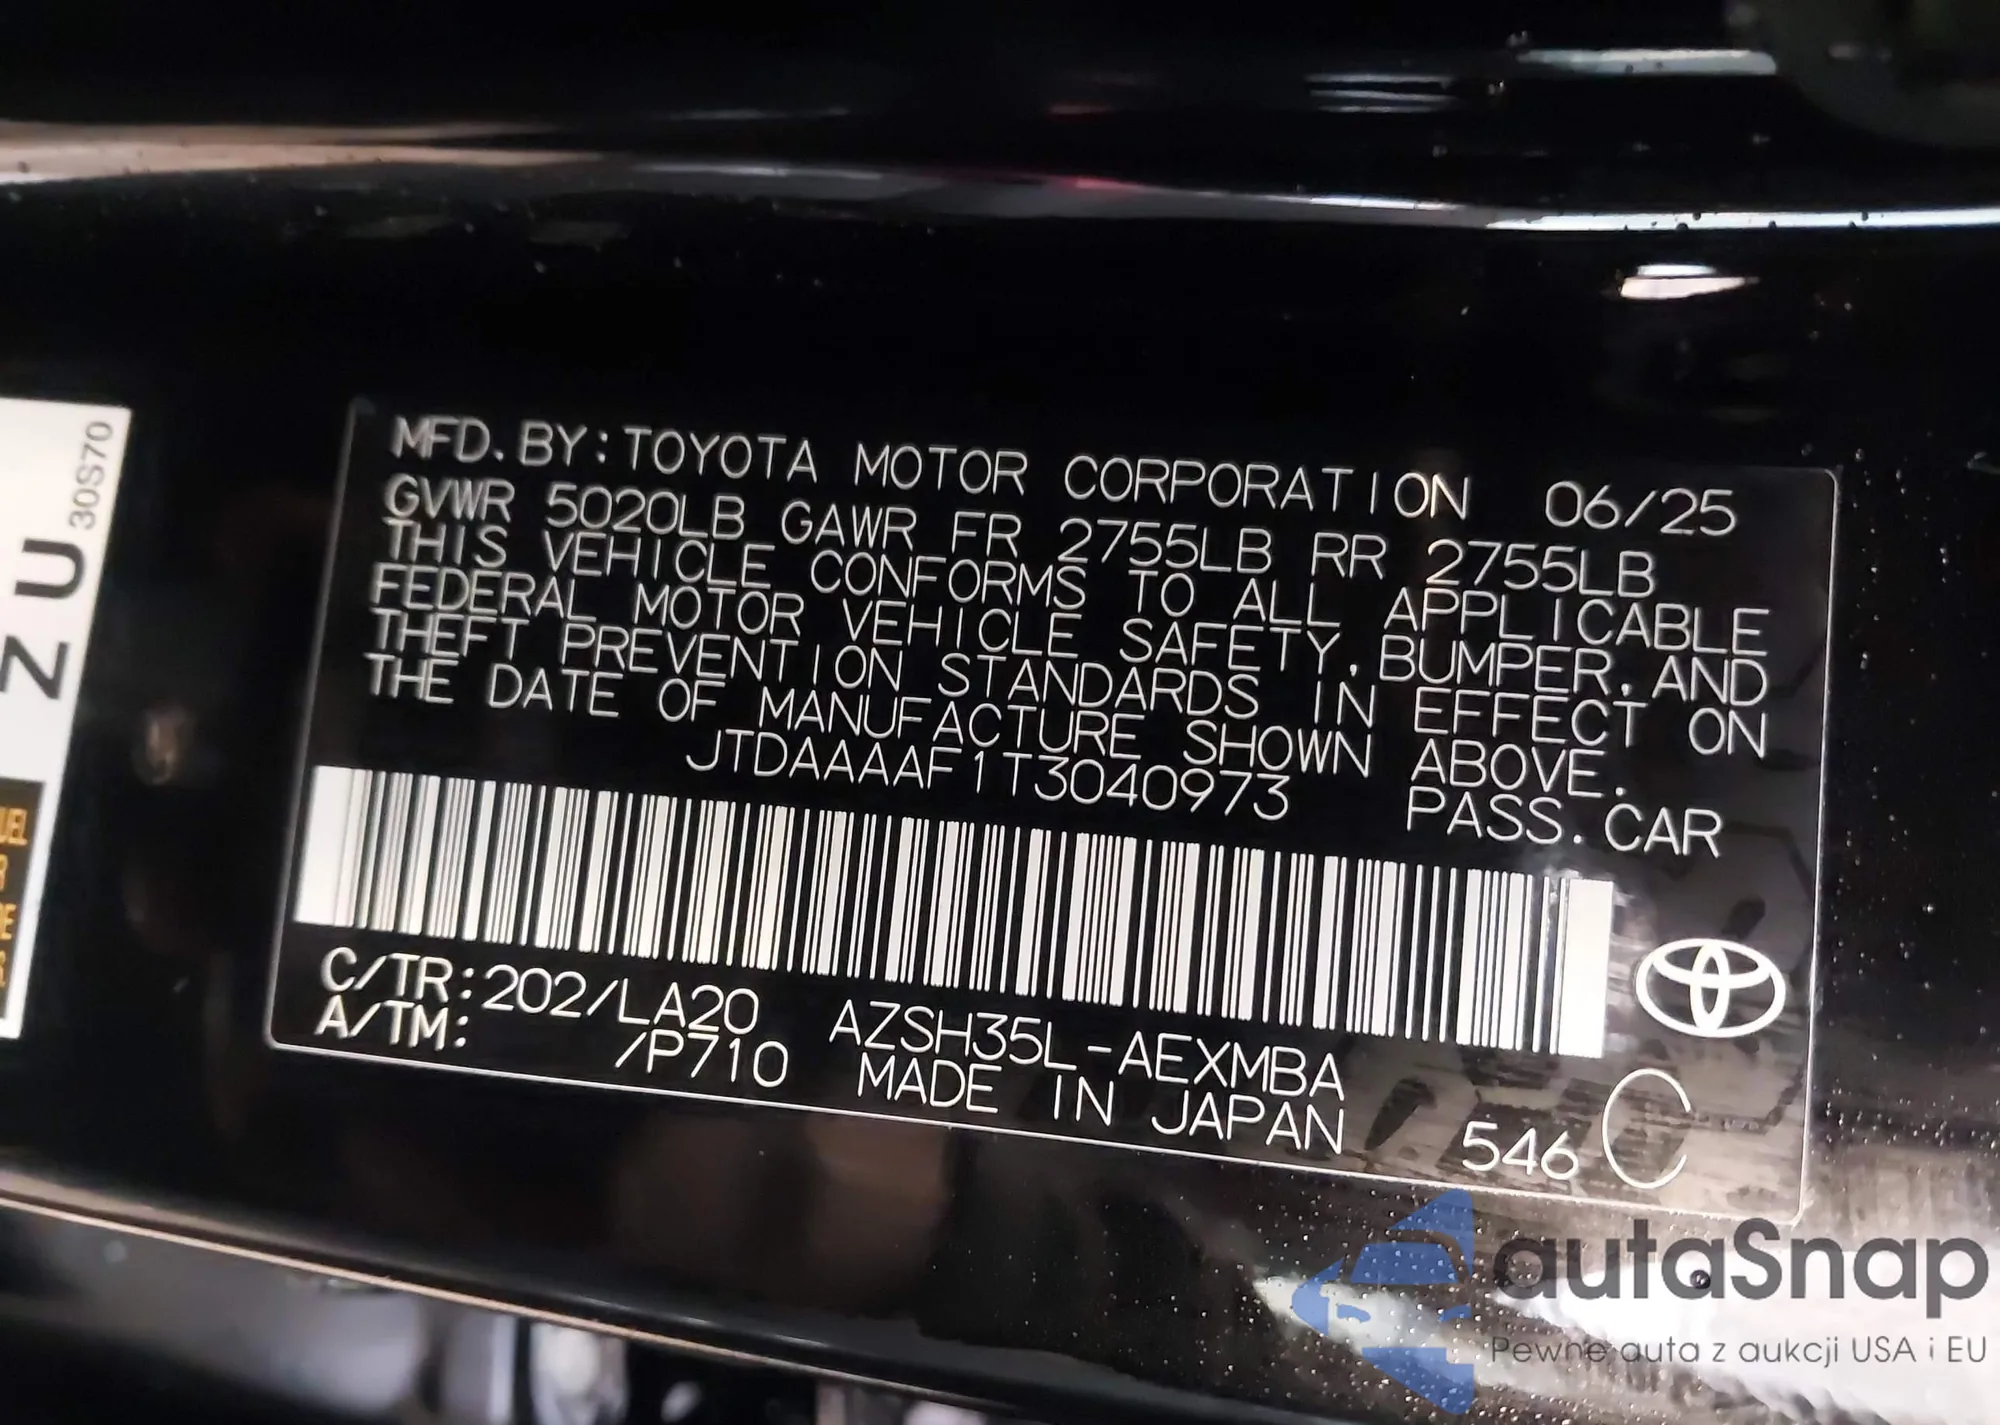 MFD. BY: TOYOTA MOTOR CORPORATION 06/25
GVWR 5020LB GAWR FR 2755LB RR 2755LB
THIS VEHICLE CONFORMS TO ALL APPLICABLE
FEDERAL MOTOR VEHICLE SAFETY, BUMPER, AND
THEFT PREVENTION STANDARDS IN EFFECT ON
THE DATE OF MANUFACTURE SHOWN ABOVE.
JTDAAAAF1T3040973 PASS. CAR
C/TR: 202/LA20 AZSH35L-AEXMBA
A/TM: /P710 MADE IN JAPAN 546 C
ZU
30S70
autaSnap
Pewne auta z aukcji USA i EU